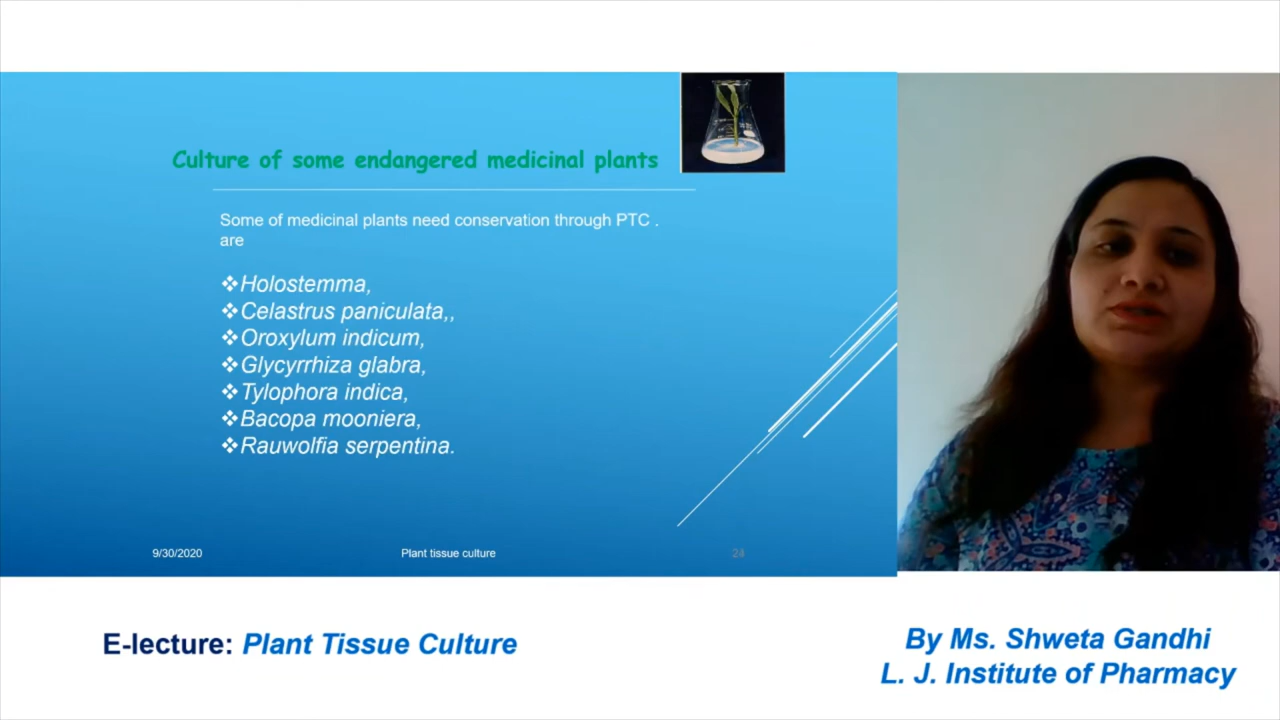 Culture of some endangered medicinal plants
Some of medicinal plants need conservation through PTC .
are
❖Holostemma,
❖Celastrus paniculata,,
❖Oroxylum indicum,
❖Glycyrrhiza glabra,
❖Tylophora indica,
❖Bacopa mooniera,
❖Rauwolfia serpentina.
9/30/2020
Plant tissue culture
E-lecture: Plant Tissue Culture
By Ms. Shweta Gandhi
L. J. Institute of Pharmacy